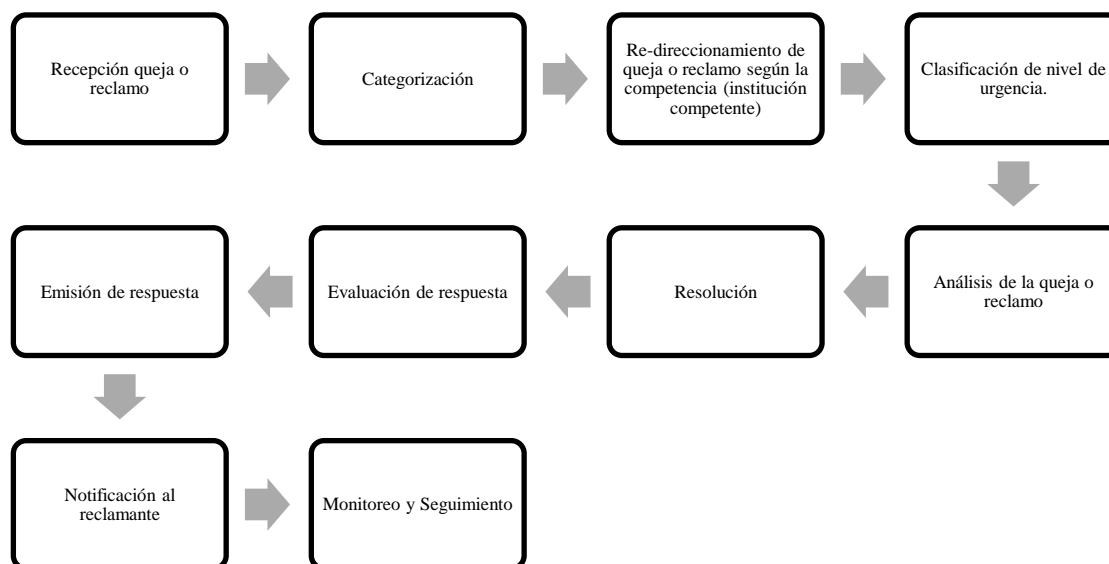 Recepción queja o
reclamo
Categorización
Re-direccionamiento de
queja o reclamo según la
competencia (institución
competente)
Clasificación de nivel de
urgencia.
Análisis de la queja o
reclamo
Resolución
Evaluación de respuesta
Emisión de respuesta
Notificación al
reclamante
Monitoreo y Seguimiento